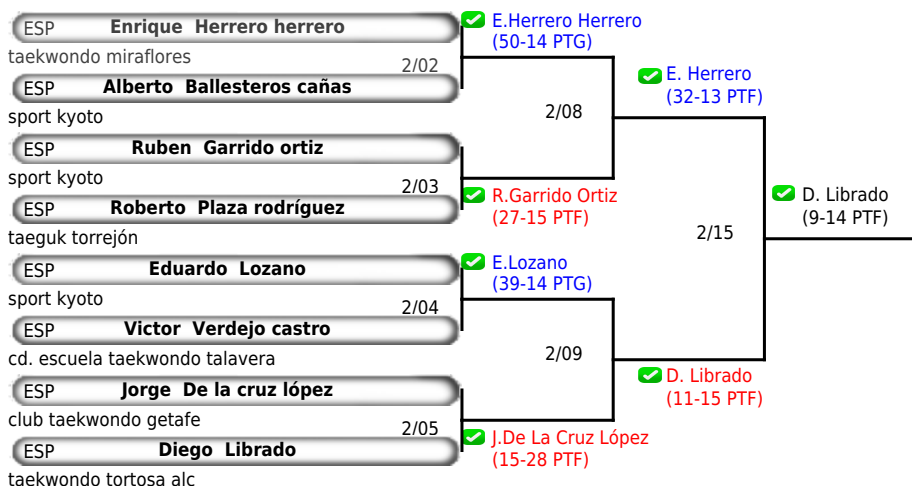 ESP Enrique Herrero herrero
taekwondo miraflores
2/02
ESP Alberto Ballesteros cañas
sport kyoto
E.Herrero Herrero
(50-14 PTG)
ESP Ruben Garrido ortiz
sport kyoto
2/03
ESP Roberto Plaza rodríguez
taeguk torrejón
R.Garrido Ortiz
(27-15 PTF)
2/08
E. Herrero
(32-13 PTF)
ESP Eduardo Lozano
sport kyoto
2/04
ESP Victor Verdejo castro
cd. escuela taekwondo talavera
E.Lozano
(39-14 PTG)
ESP Jorge De la cruz lópez
club taekwondo getafe
2/05
ESP Diego Librado
taekwondo tortosa alc
J.De La Cruz López
(15-28 PTF)
2/09
D. Librado
(11-15 PTF)
2/15
D. Librado
(9-14 PTF)